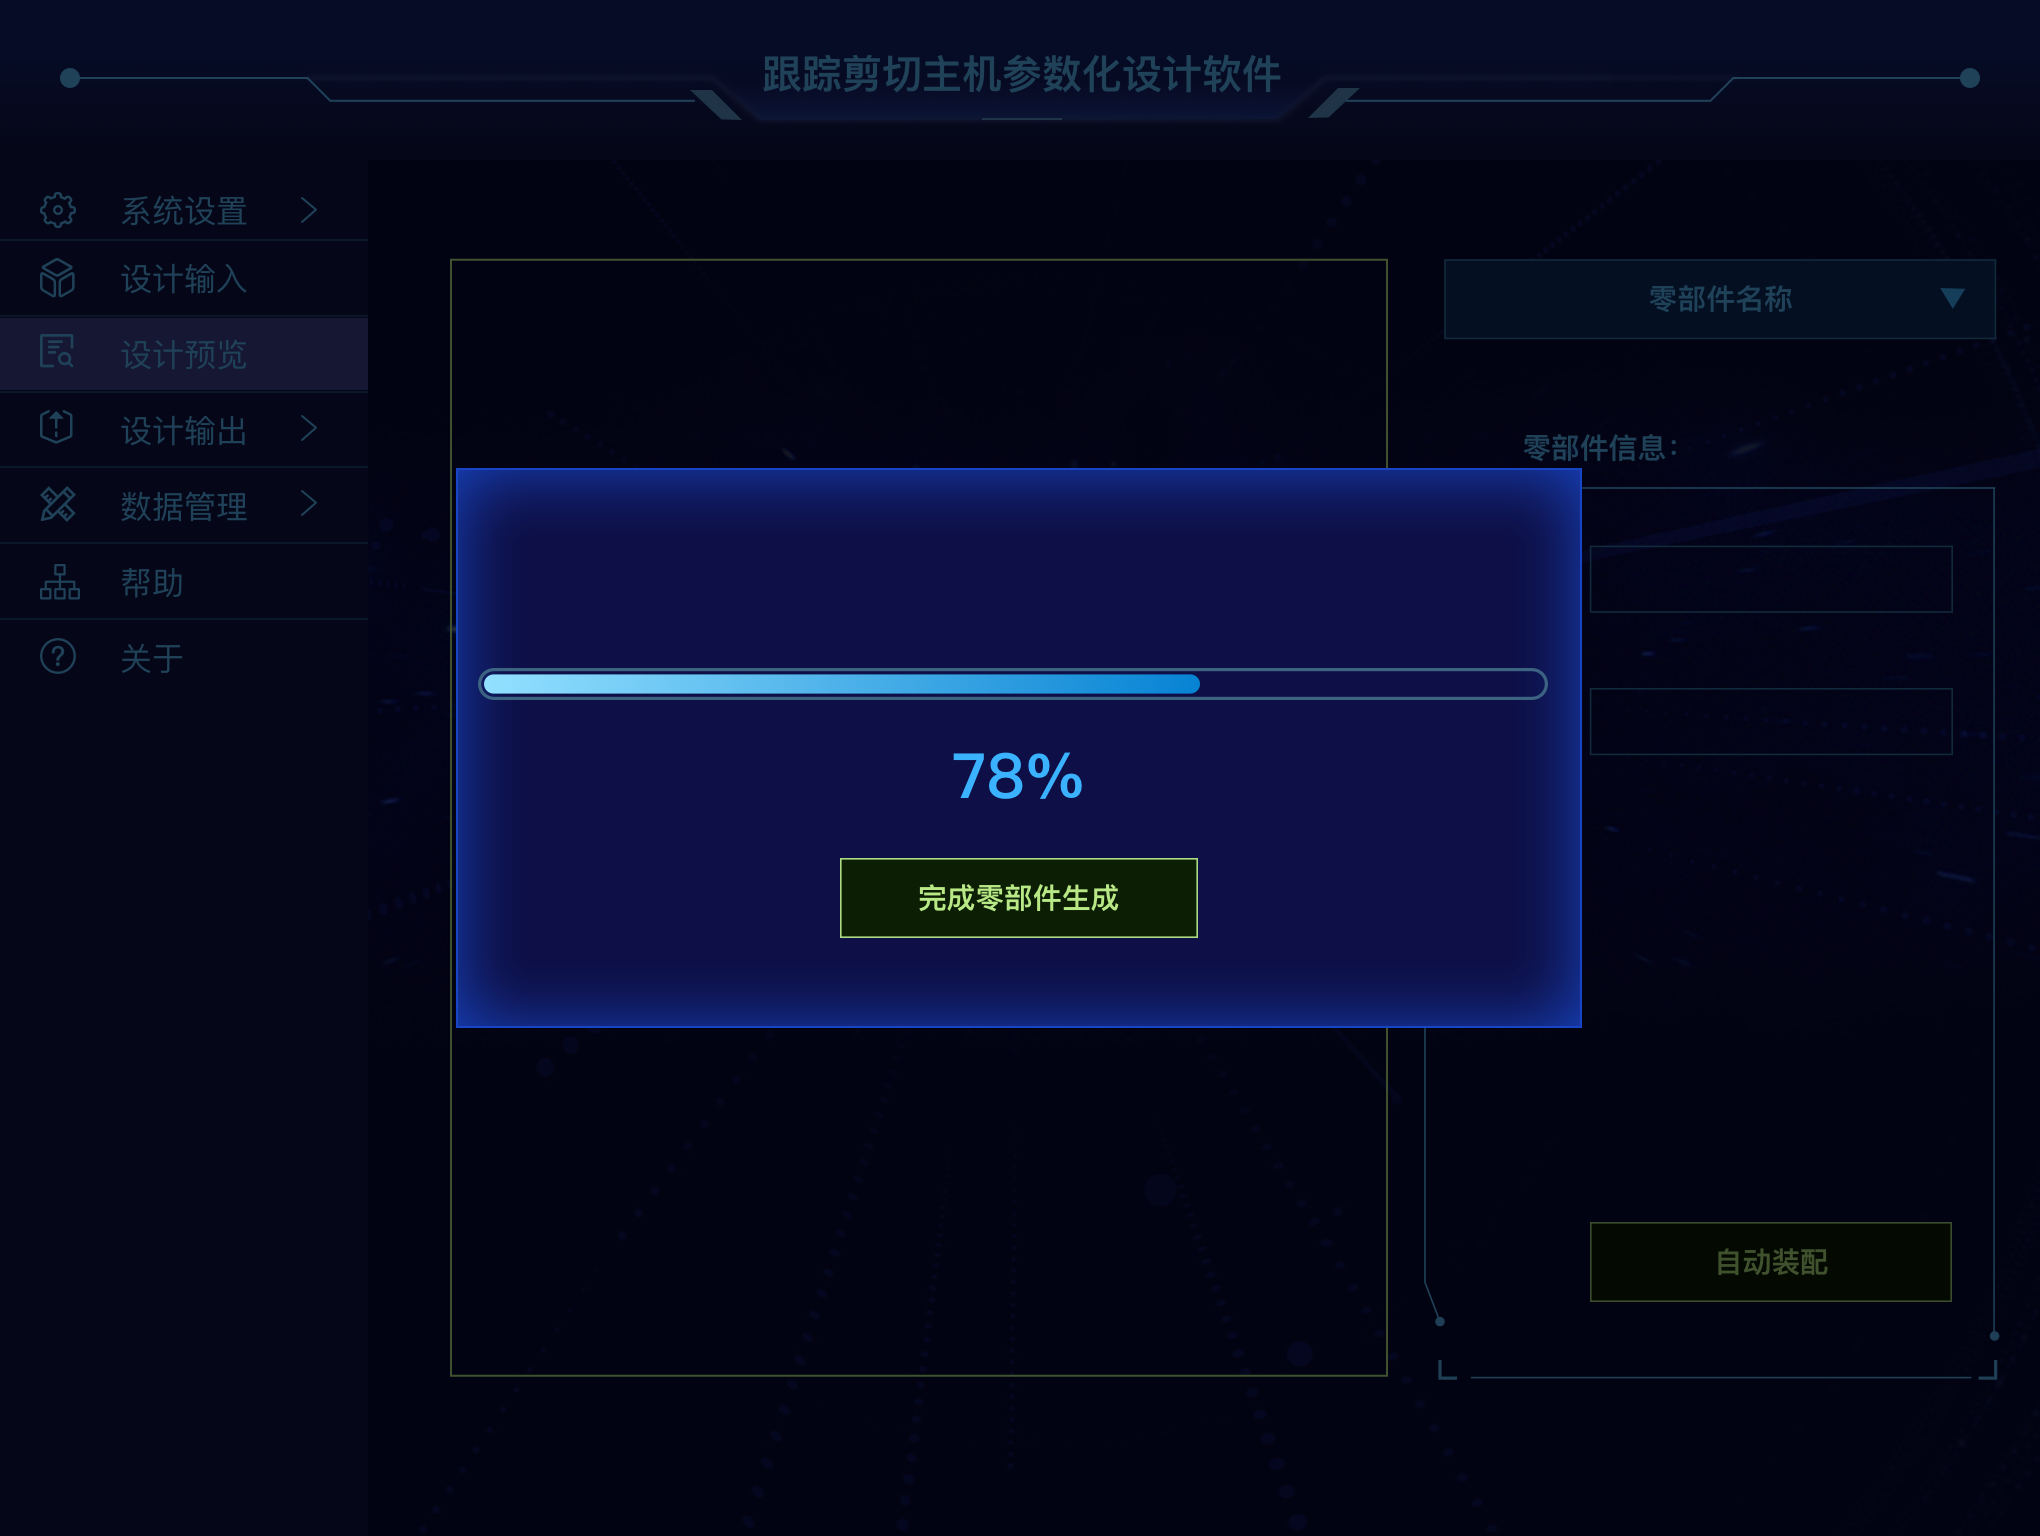 跟踪剪切主机参数化设计软件
系统设置
设计输入
设计预览
设计输出
数据管理
帮助
关于
零部件名称
零部件信息：
78%
完成零部件生成
自动装配